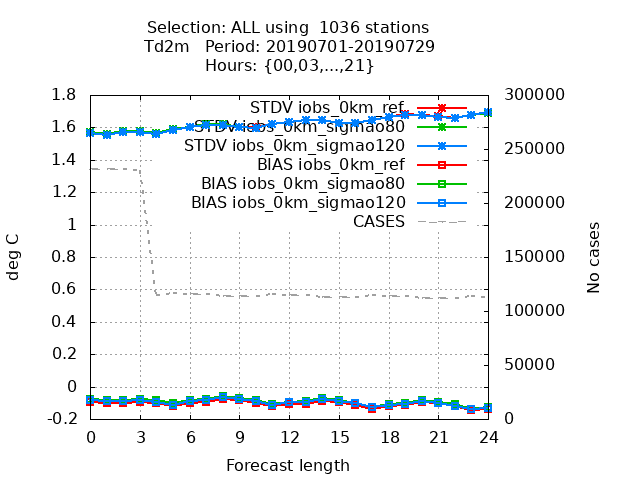 Selection: ALL using 1036 stations
Td2m Period: 20190701-20190729
Hours: {00,03,...,21}
1.8 300000
STDV iobs_0km_ref
1.6 STDV iobs_0km_sigmao80
250000
STDV iobs_0km_sigmao120
1.4 BIAS iobs_0km_ref
1.2 BIAS iobs_0km_sigmao80
BIAS iobs_0km_sigmao120 200000
1 CASES
0.8 150000
deg C
No cases
0.6
100000
0.4
0.2
50000
0
-0.2 0
0 3 6 9 12 15 18 21 24
Forecast length